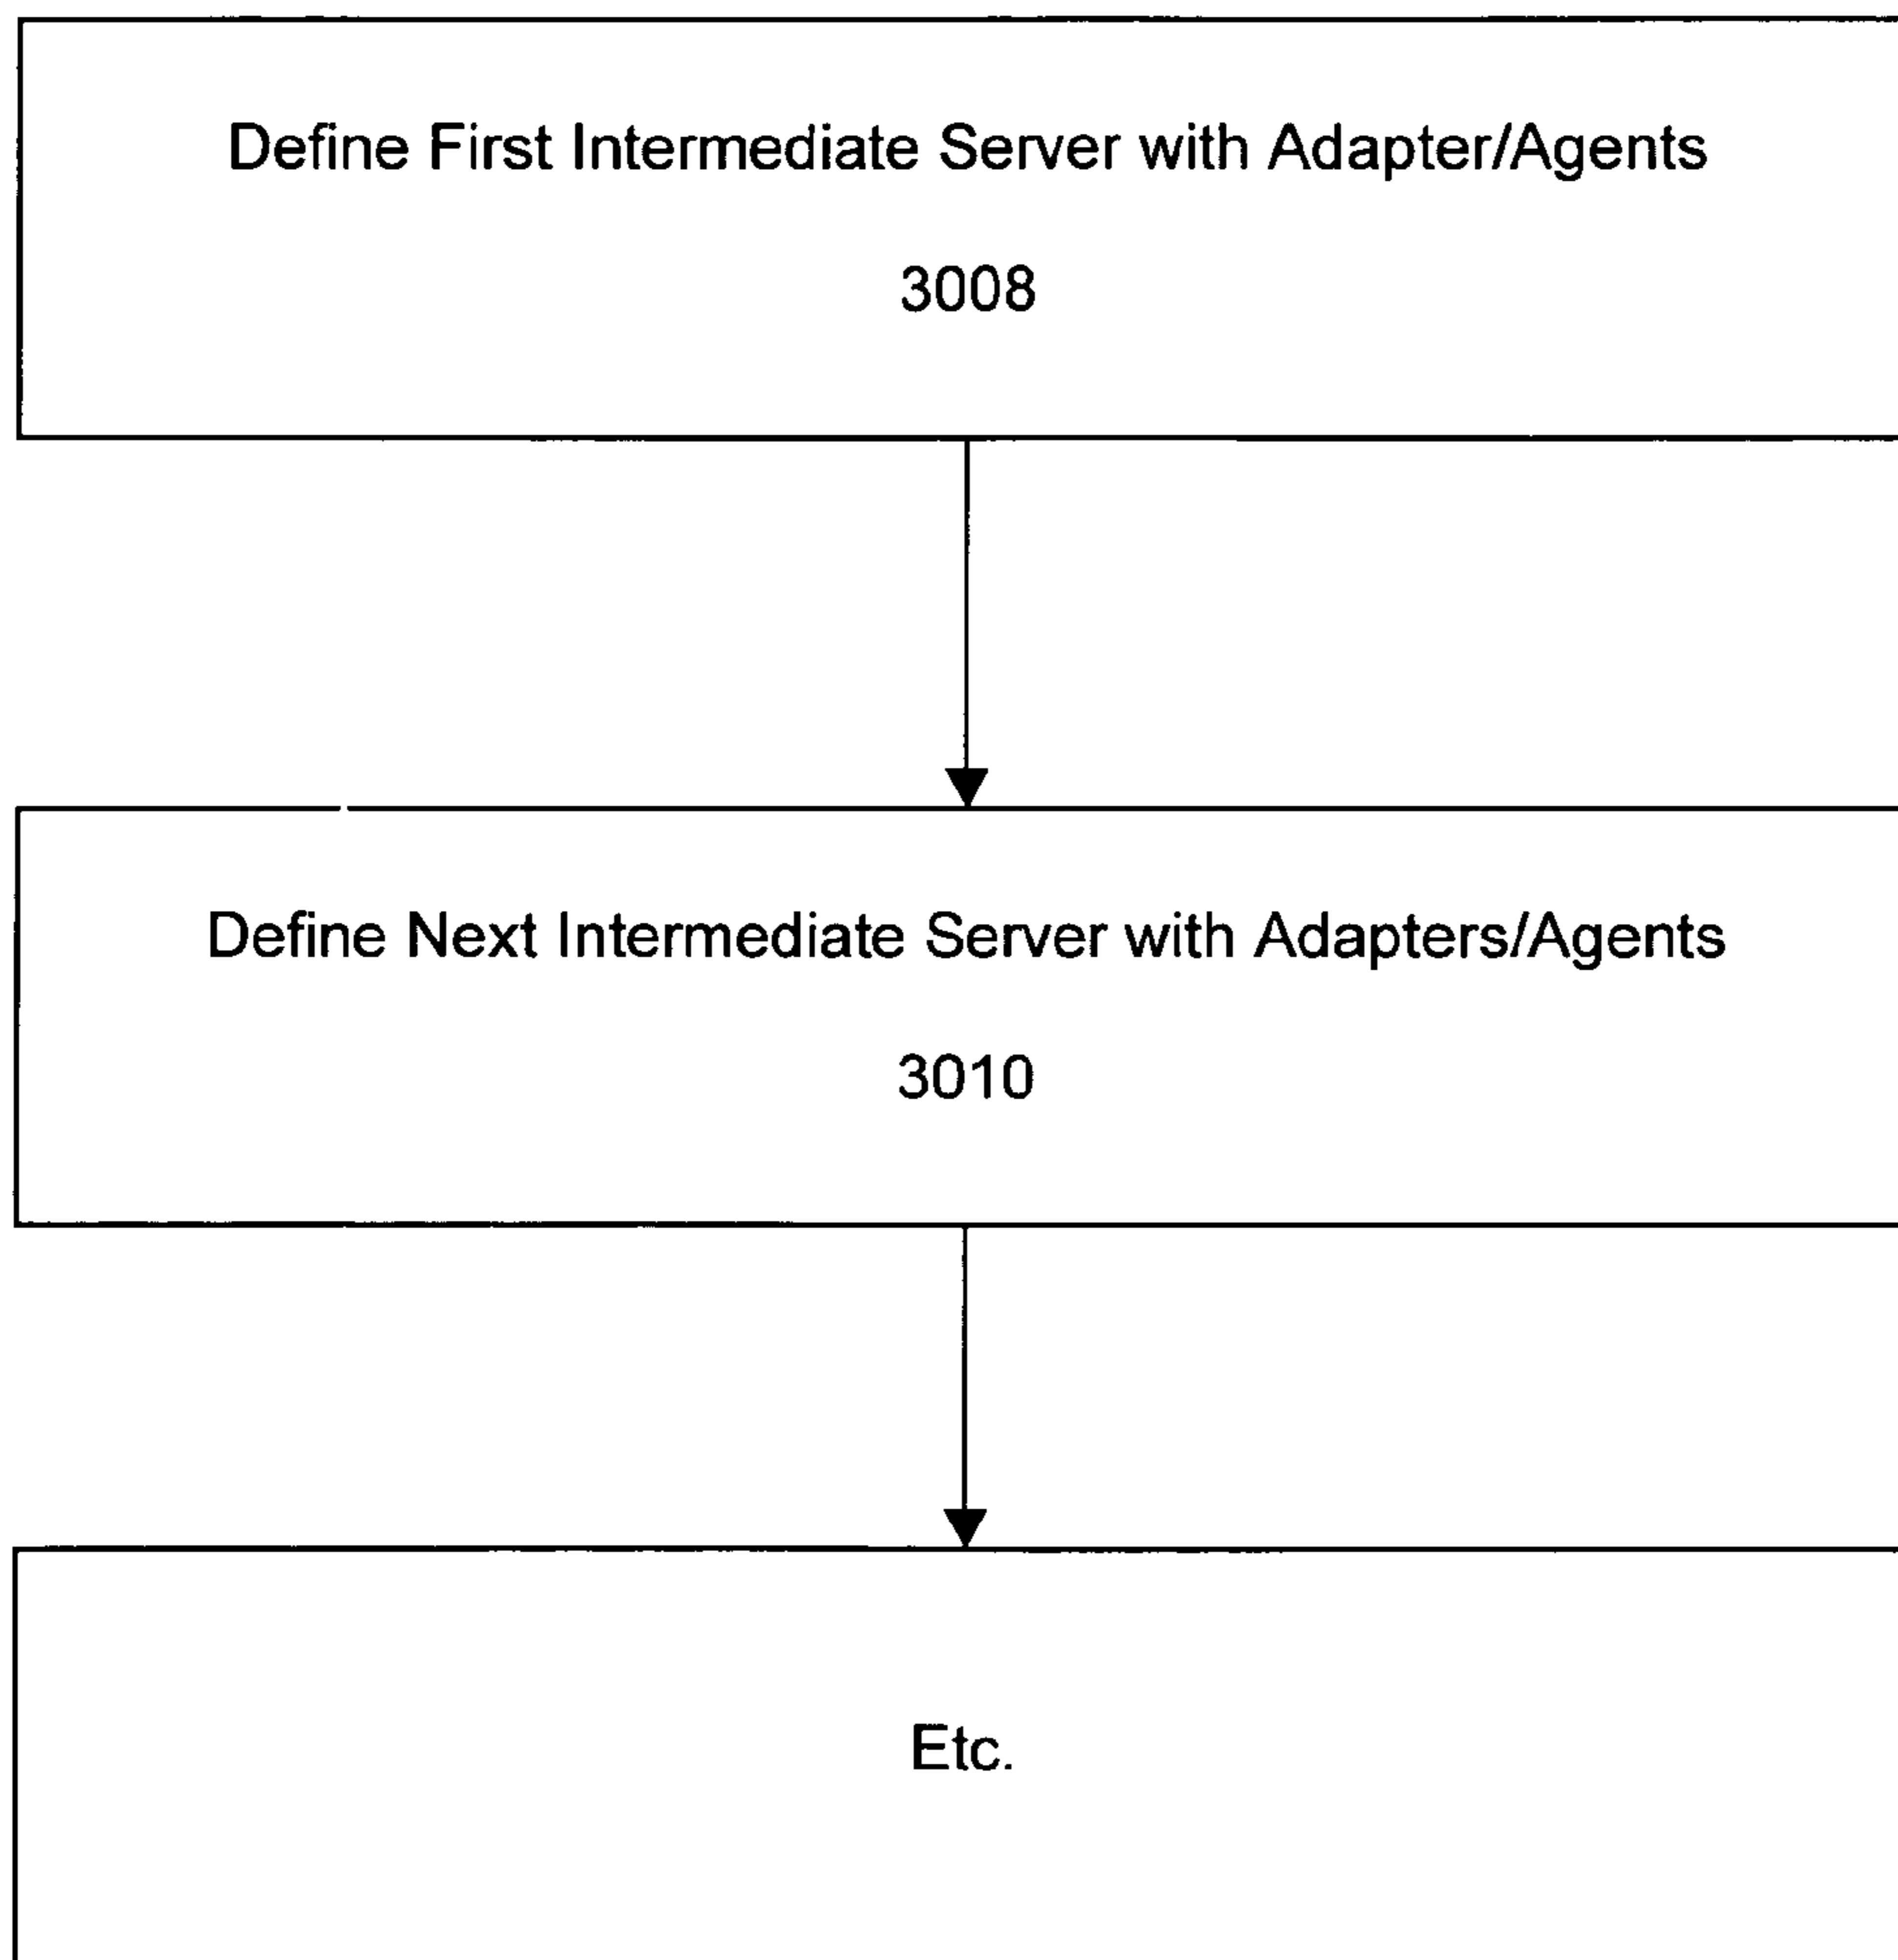 Define First Intermediate Server with Adapter/Agents
3008
Define Next Intermediate Server with Adapters/Agents
3010
Etc.